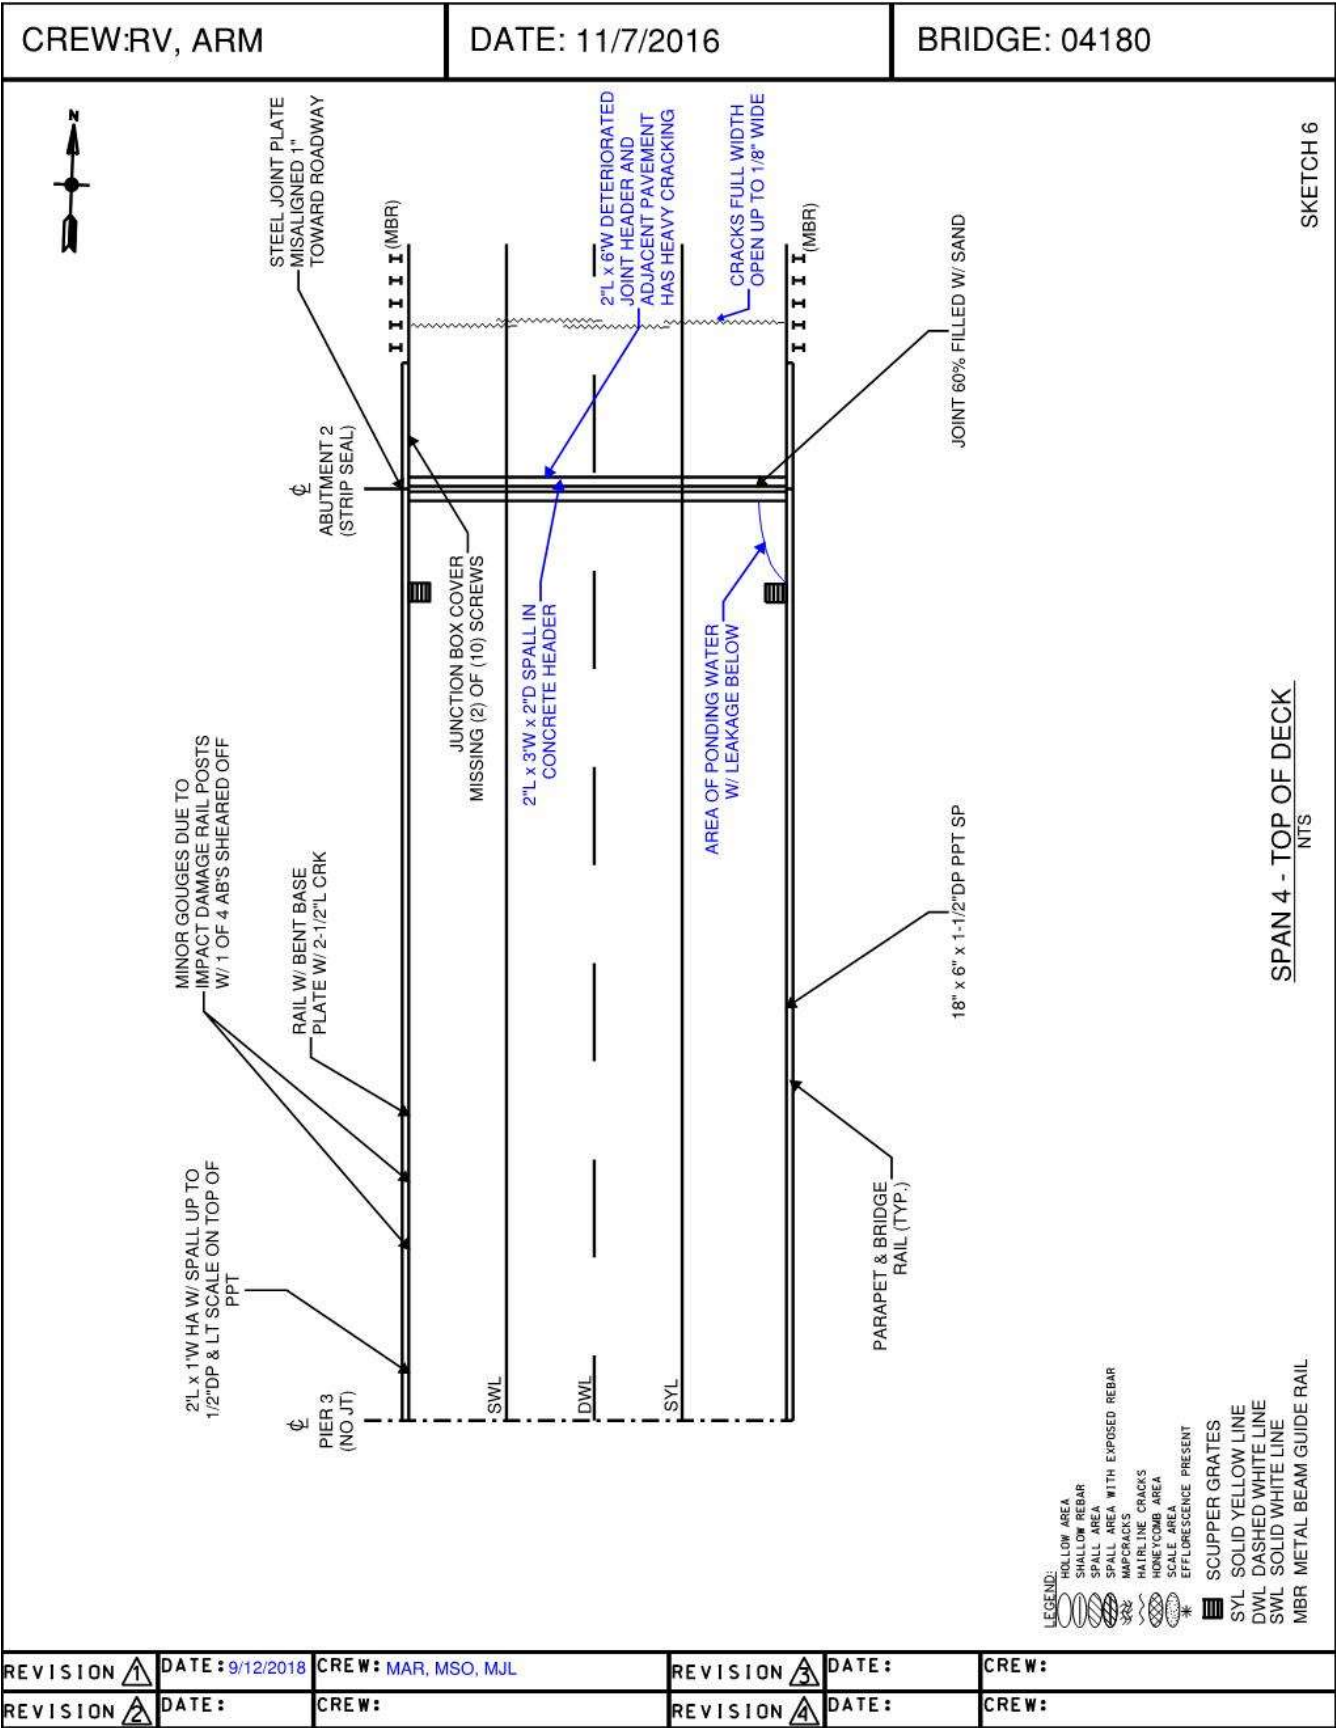 CREW:RV, ARM
DATE: 11/7/2016
BRIDGE: 04180
N
STEEL JOINT PLATE
MISALIGNED 1"
TOWARD ROADWAY
(MBR)
2"L x 6'W DETERIORATED
JOINT HEADER AND
ADJACENT PAVEMENT
HAS HEAVY CRACKING
CRACKS FULL WIDTH
OPEN UP TO 1/8" WIDE
(MBR)
JOINT 60% FILLED W/ SAND
SKETCH 6
℄
ABUTMENT 2
(STRIP SEAL)
JUNCTION BOX COVER
MISSING (2) OF (10) SCREWS
2"L x 3'W x 2"D SPALL IN
CONCRETE HEADER
AREA OF PONDING WATER
W/ LEAKAGE BELOW
MINOR GOUGES DUE TO
IMPACT DAMAGE RAIL POSTS
W/ 1 OF 4 AB'S SHEARED OFF
RAIL W/ BENT BASE
PLATE W/ 2-1/2"L CRK
18" x 6" x 1-1/2"DP PPT SP
SPAN 4 - TOP OF DECK
NTS
2'L x 1'W HA W/ SPALL UP TO
1/2"DP & LT SCALE ON TOP OF
PPT
PARAPET & BRIDGE
RAIL (TYP.)
℄
PIER 3
(NO JT)
SWL
DWL
SYL
LEGEND:
HOLLOW AREA
SHALLOW REBAR
SPALL AREA
SPALL AREA WITH EXPOSED REBAR
MAPCRACKS
HAIRLINE CRACKS
HONEYCOMB AREA
SCALE AREA
EFFLORESCENCE PRESENT
SCUPPER GRATES
SYL SOLID YELLOW LINE
DWL DASHED WHITE LINE
SWL SOLID WHITE LINE
MBR METAL BEAM GUIDE RAIL
REVISION 1 DATE: 9/12/2018 CREW: MAR, MSO, MJL REVISION 3 DATE: CREW:
REVISION 2 DATE: CREW: REVISION 4 DATE: CREW: